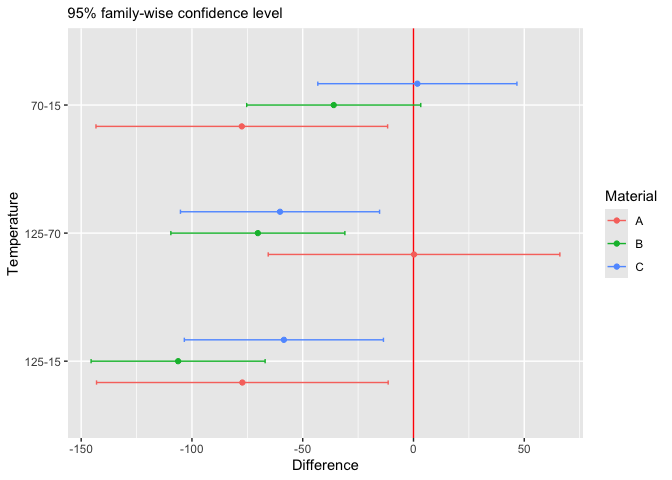 95% family-wise confidence level
Temperature
70-15
125-70
125-15
-150 -100 -50 0 50
Difference
Material
A
B
C